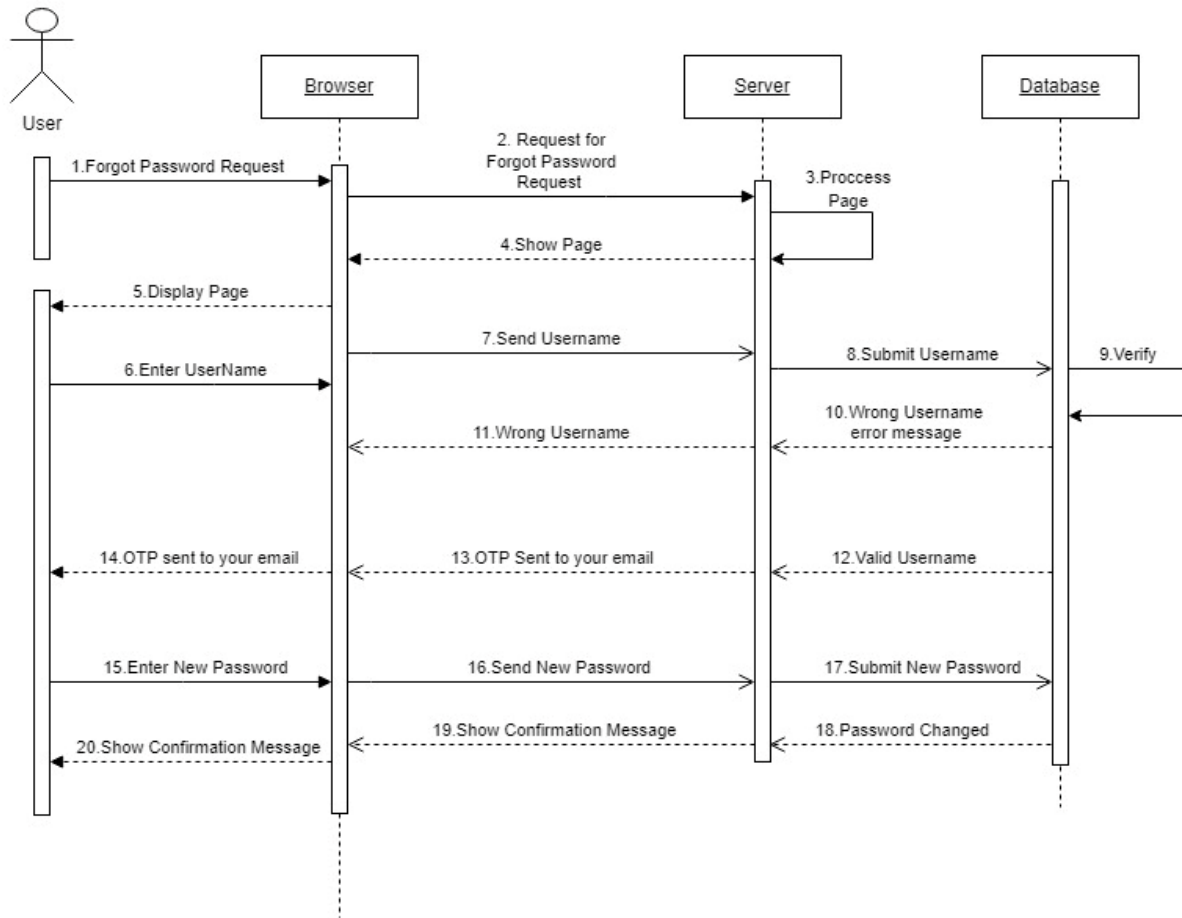 User
Browser
Server
Database
1.Forgot Password Request
2. Request for
Forgot Password
Request
3.Proccess
Page
4.Show Page
5.Display Page
7.Send Username
8.Submit Username
9.Verify
6.Enter UserName
10.Wrong Username
error message
11.Wrong Username
14.OTP sent to your email
13.OTP Sent to your email
12.Valid Username
15.Enter New Password
16.Send New Password
17.Submit New Password
20.Show Confirmation Message
19.Show Confirmation Message
18.Password Changed